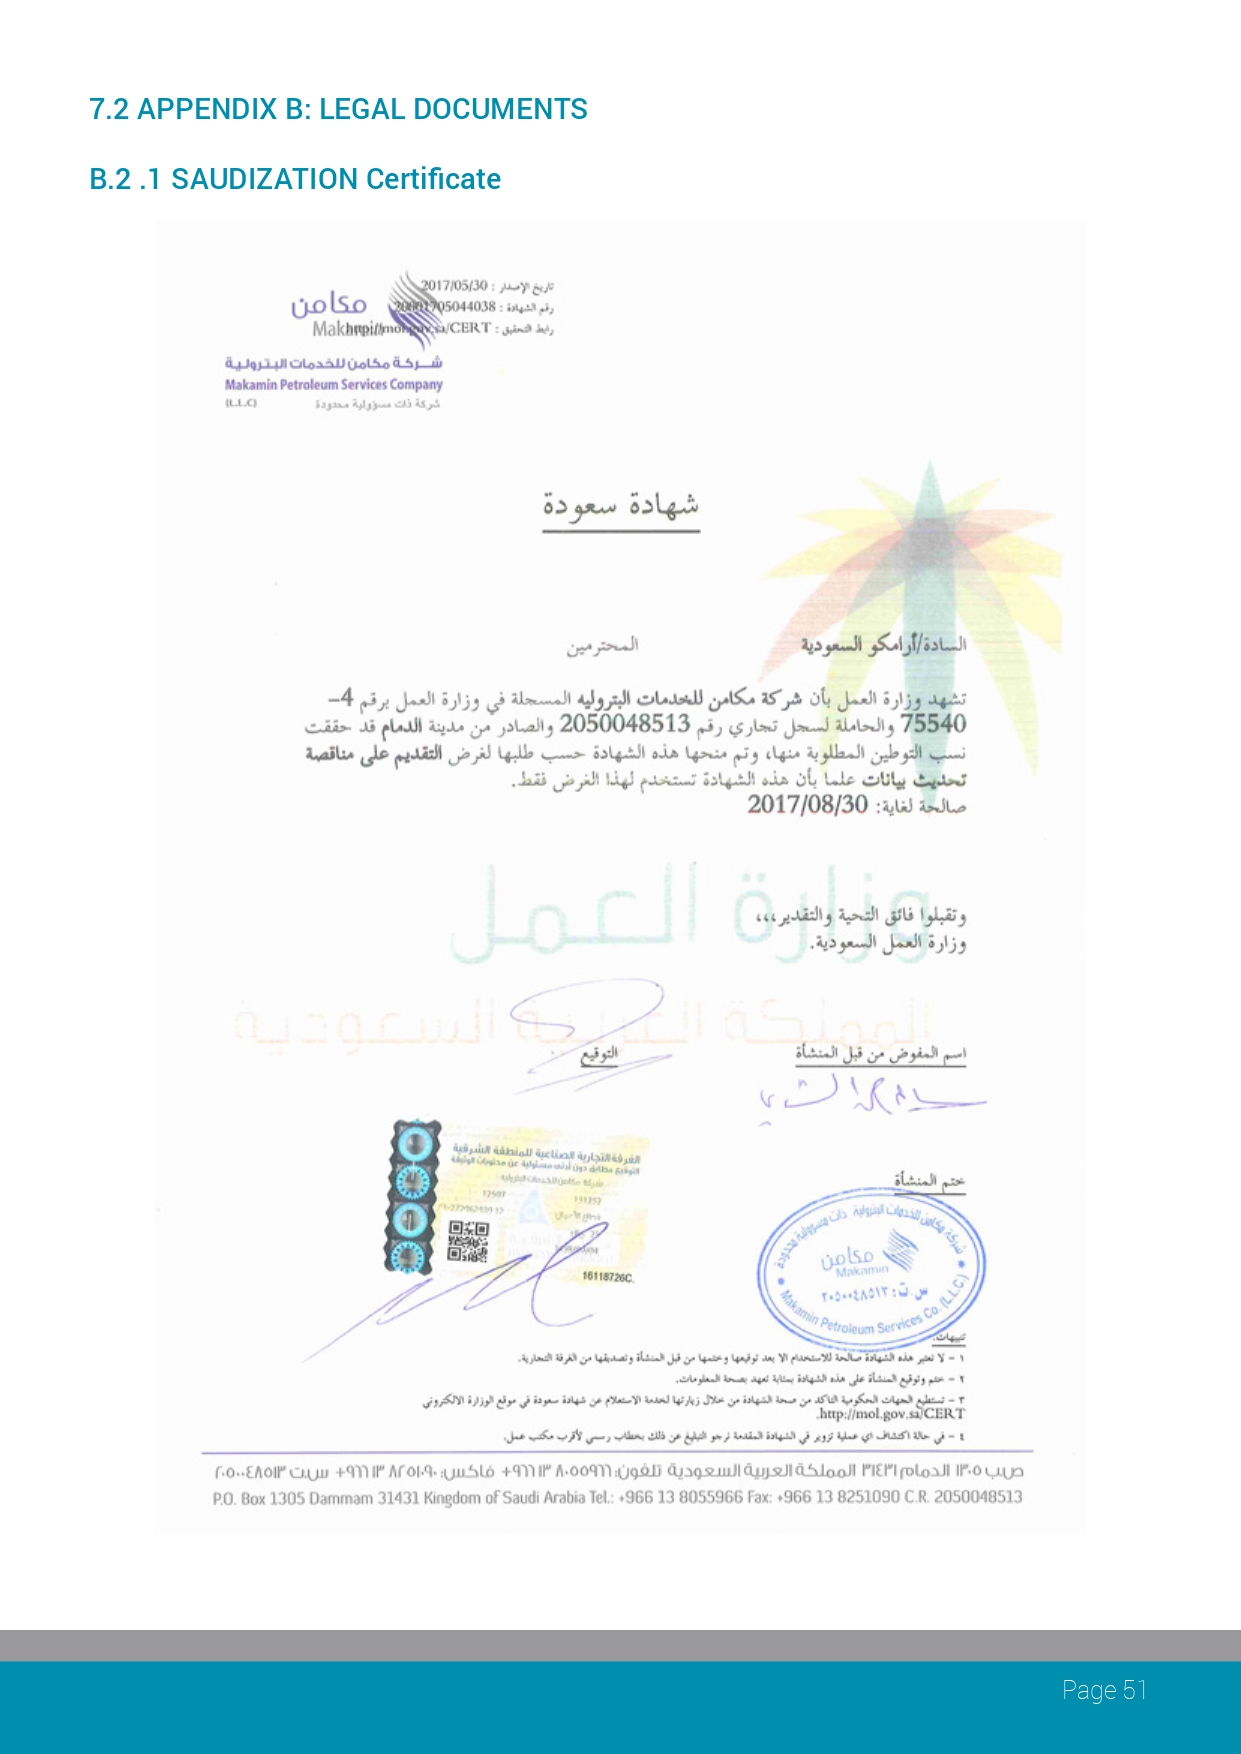 7.2 APPENDIX B: LEGAL DOCUMENTS
B.2 .1 SAUDIZATION Certificate
تاريخ الإصدار : 2017/05/30
رقم الشهادة : 20001705044038
رابط التحقيق : http://mol.gov.sa/CERT
مكامن
Makamin
شركة مكامن للخدمات البترولية
Makamin Petroleum Services Company
(L.L.C) شركة ذات مسؤولية محدودة
شهادة سعودة
السادة/أرامكو السعودية المحترمين
تشهد وزارة العمل بأن شركة مكامن للخدمات البتروليه المسجلة في وزارة العمل برقم 4-
75540 والحاملة لسجل تجاري رقم 2050048513 والصادر من مدينة الدمام قد حققت
نسب التوطين المطلوبة منها، وتم منحها هذه الشهادة حسب طلبها لغرض التقديم على مناقصة
تحديث بيانات علما بأن هذه الشهادة تستخدم لهذا الغرض فقط.
صالحة لغاية: 2017/08/30
وزارة العمل
وتقبلوا فائق التحية والتقدير،،،
وزارة العمل السعودية.
المملكة العربية السعودية
اسم المفوض من قبل المنشأة التوقيع
الغرفة التجارية الصناعية للمنطقة الشرقية
التوقيع مطابق دون أدنى مسئولية عن محتويات الوثيقة
شركة مكامن للخدمات البترولية
131352
16118726C.
ختم المنشأة
شركة مكامن للخدمات البترولية ذات مسؤولية محدودة
مكامن
Makamin
س.ت: ٢٠٥٠٠٤٨٥١٣
Makamin Petroleum Services Co. (L.L.C)
تنبيهات:
١ - لا تعتبر هذه الشهادة صالحة للاستخدام الا بعد توقيعها وختمها من قبل المنشأة وتصديقها من الغرفة التجارية.
٢ - ختم وتوقيع المنشأة على هذه الشهادة بمثابة تعهد بصحة المعلومات.
٣ - تستطيع الجهات الحكومية التاكد من صحة الشهادة من خلال زيارتها لخدمة الاستعلام عن شهادة سعودة في موقع الوزارة الالكتروني
http://mol.gov.sa/CERT.
٤ - في حالة اكتشاف اي عملية تزوير في الشهادة المقدمة نرجو التبليغ عن ذلك بخطاب رسمي لأقرب مكتب عمل.
ص.ب ١٣٠٥ الدمام ٣١٤٣١ المملكة العربية السعودية تلفون: ٨٠٥٥٩٦٦ ١٣ ٩٦٦+ فاكس: ٨٢٥١٠٩٠ ١٣ ٩٦٦+ س.ت ٢٠٥٠٠٤٨٥١٣
P.O. Box 1305 Dammam 31431 Kingdom of Saudi Arabia Tel.: +966 13 8055966 Fax: +966 13 8251090 C.R. 2050048513
Page 51